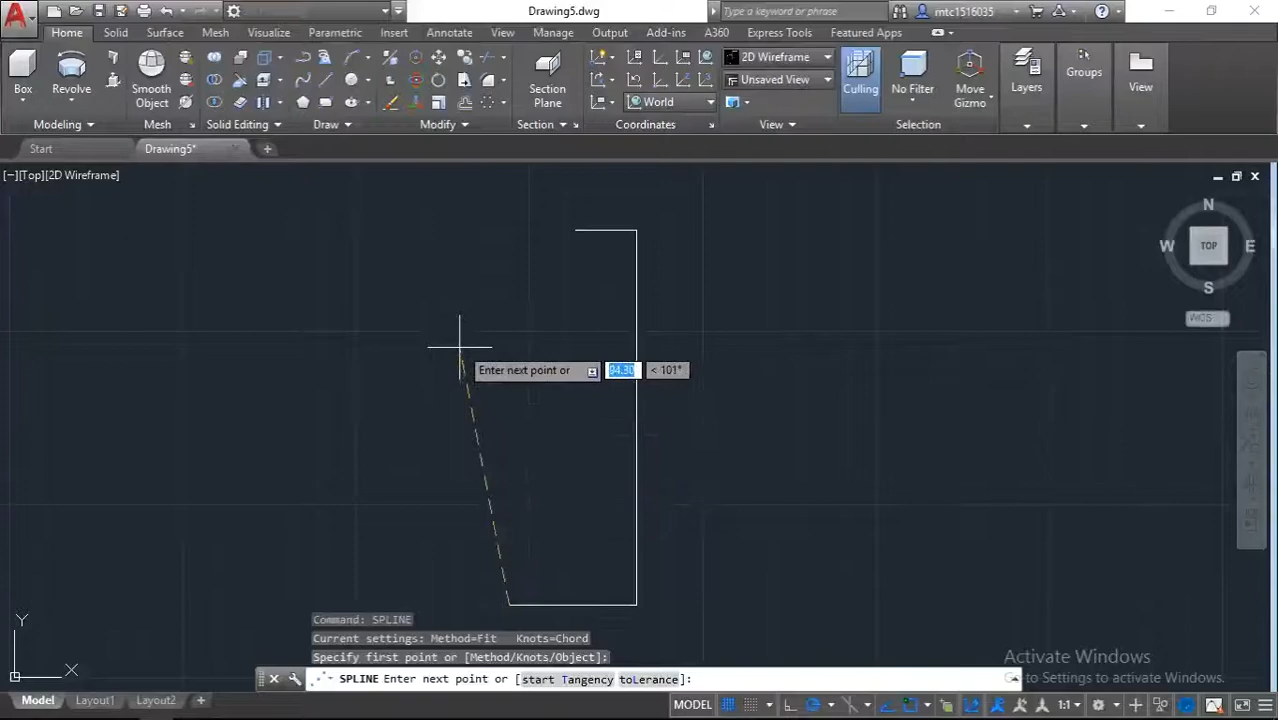 Drawing5.dwg
Type a keyword or phrase
mtc1516035
Home Solid Surface Mesh Visualize Parametric Insert Annotate View Manage Output Add-ins A360 Express Tools Featured Apps
Box
Revolve
Smooth
Object
Section
Plane
World
2D Wireframe
Unsaved View
Culling
No Filter
Move
Gizmo
Layers
Groups
View
Modeling Mesh Solid Editing Draw Modify Section Coordinates View Selection
Start Drawing5*
[−][Top][2D Wireframe]
N
W TOP E
S
WCS
Enter next point or 94.30 < 101°
Y
X
Command: SPLINE
Current settings: Method=Fit Knots=Chord
Specify first point or [Method/Knots/Object]:
SPLINE Enter next point or [start Tangency toLerance]:
Activate Windows
Go to Settings to activate Windows.
Model Layout1 Layout2 +
MODEL 1:1